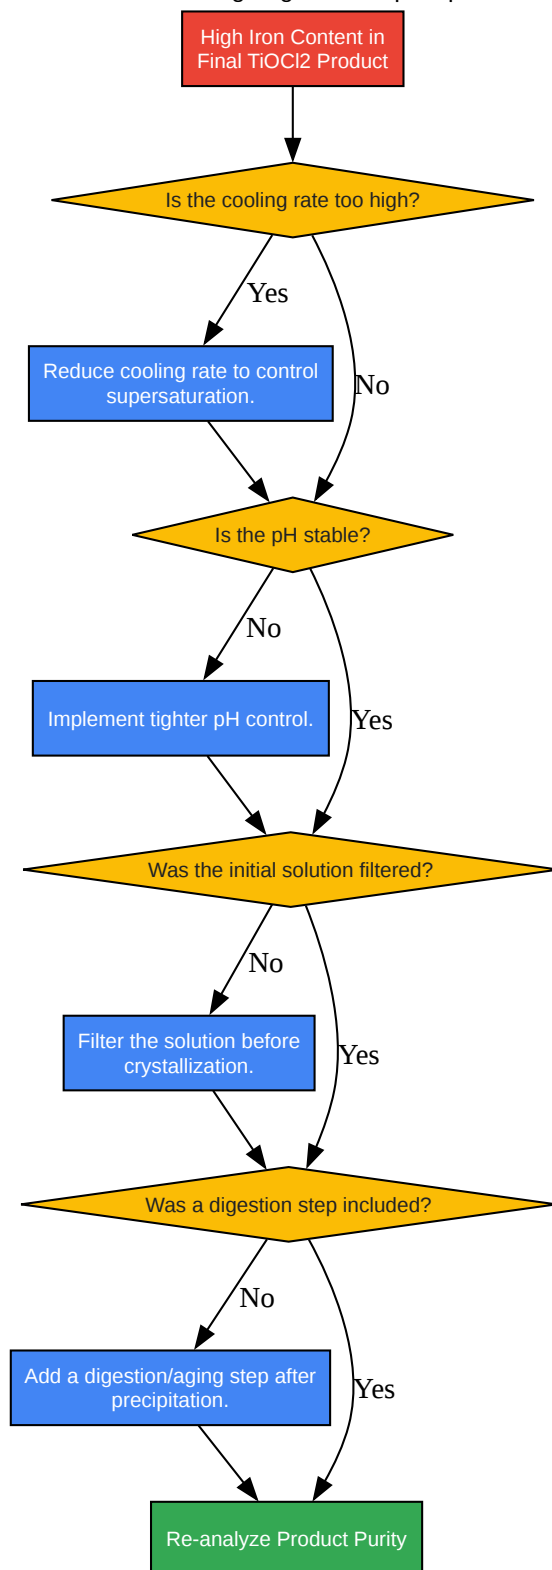 High Iron Content in
Final TiOCl2 Product
Is the cooling rate too high?
Yes
Reduce cooling rate to control
supersaturation.
No
Is the pH stable?
No
Implement tighter pH control.
Yes
Was the initial solution filtered?
No
Filter the solution before
crystallization.
Yes
Was a digestion step included?
No
Add a digestion/aging step after
precipitation.
Yes
Re-analyze Product Purity